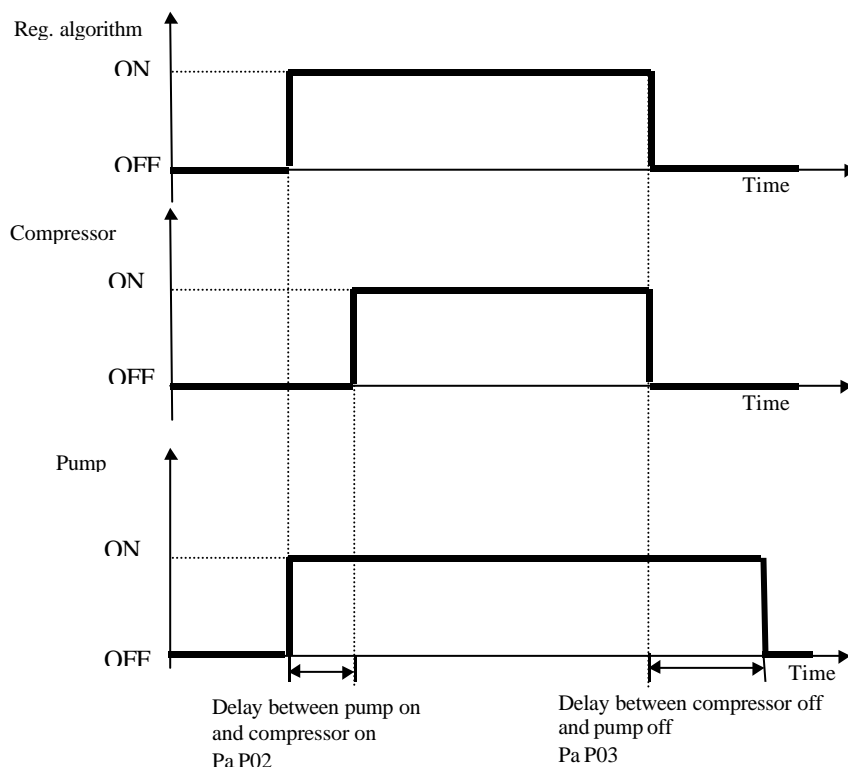 Reg. algorithm
ON
OFF
Time
Compressor
ON
OFF
Time
Pump
ON
OFF
Time
Delay between pump on
and compressor on
Pa P02
Delay between compressor off
and pump off
Pa P03